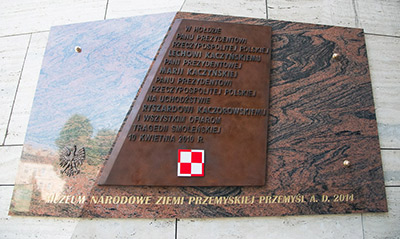 W HOŁDZIE
PANU PREZYDENTOWI
RZECZYPOSPOLITEJ POLSKIEJ
LECHOWI KACZYŃSKIEMU
PANI PREZYDENTOWEJ
MARII KACZYŃSKIEJ
PANU PREZYDENTOWI
RZECZYPOSPOLITEJ POLSKIEJ
NA UCHODŹSTWIE
RYSZARDOWI KACZOROWSKIEMU
I WSZYSTKIM OFIAROM
TRAGEDII SMOLEŃSKIEJ
10 KWIETNIA 2010 R.
MUZEUM NARODOWE ZIEMI PRZEMYSKIEJ PRZEMYŚL A. D. 2014